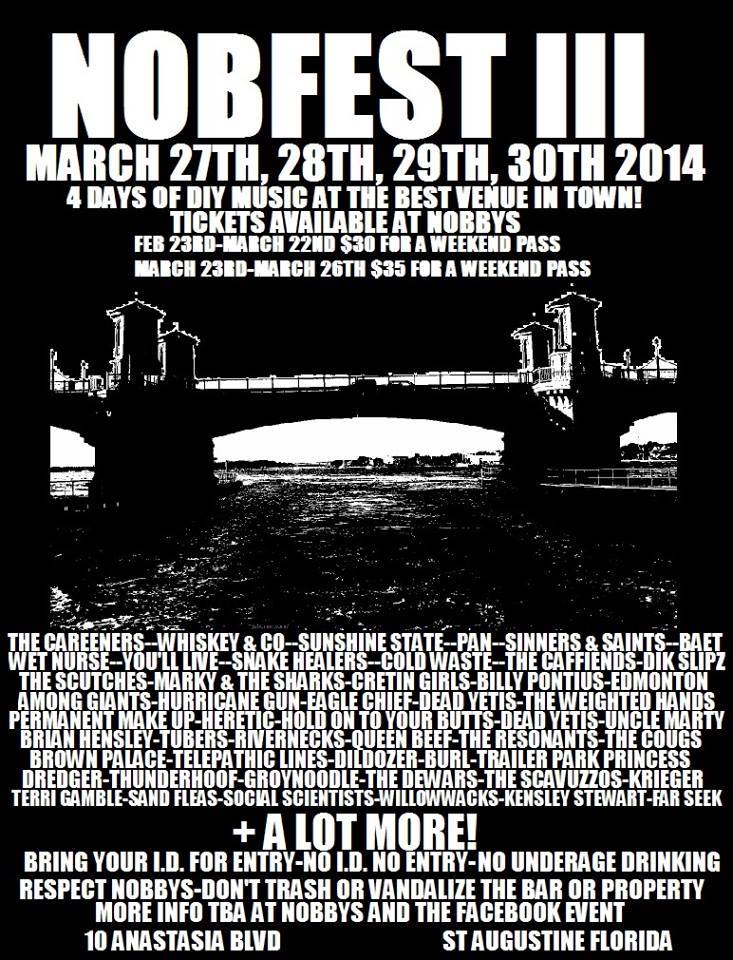 NOBFEST III
MARCH 27TH, 28TH, 29TH, 30TH 2014
4 DAYS OF DIY MUSIC AT THE BEST VENUE IN TOWN!
TICKETS AVAILABLE AT NOBBYS
FEB 23RD-MARCH 22ND $30 FOR A WEEKEND PASS
MARCH 23RD-MARCH 26TH $35 FOR A WEEKEND PASS
THE CAREENERS--WHISKEY & CO--SUNSHINE STATE--PAN--SINNERS & SAINTS--BAET
WET NURSE--YOU'LL LIVE--SNAKE HEALERS--COLD WASTE--THE CAFFIENDS-DIK SLIPZ
THE SCUTCHES-MARKY & THE SHARKS-CRETIN GIRLS-BILLY PONTIUS-EDMONTON
AMONG GIANTS-HURRICANE GUN-EAGLE CHIEF-DEAD YETIS-THE WEIGHTED HANDS
PERMANENT MAKE UP-HERETIC-HOLD ON TO YOUR BUTTS-DEAD YETIS-UNCLE MARTY
BRIAN HENSLEY-TUBERS-RIVERNECKS-QUEEN BEEF-THE RESONANTS-THE COUGS
BROWN PALACE-TELEPATHIC LINES-DILDOZER-BURL-TRAILER PARK PRINCESS
DREDGER-THUNDERHOOF-GROYNOODLE-THE DEWARS-THE SCAVUZZOS-KRIEGER
TERRI GAMBLE-SAND FLEAS-SOCIAL SCIENTISTS-WILLOWWACKS-KENSLEY STEWART-FAR SEEK
+ A LOT MORE!
BRING YOUR I.D. FOR ENTRY-NO I.D. NO ENTRY-NO UNDERAGE DRINKING
RESPECT NOBBYS-DON'T TRASH OR VANDALIZE THE BAR OR PROPERTY
MORE INFO TBA AT NOBBYS AND THE FACEBOOK EVENT
10 ANASTASIA BLVD ST AUGUSTINE FLORIDA